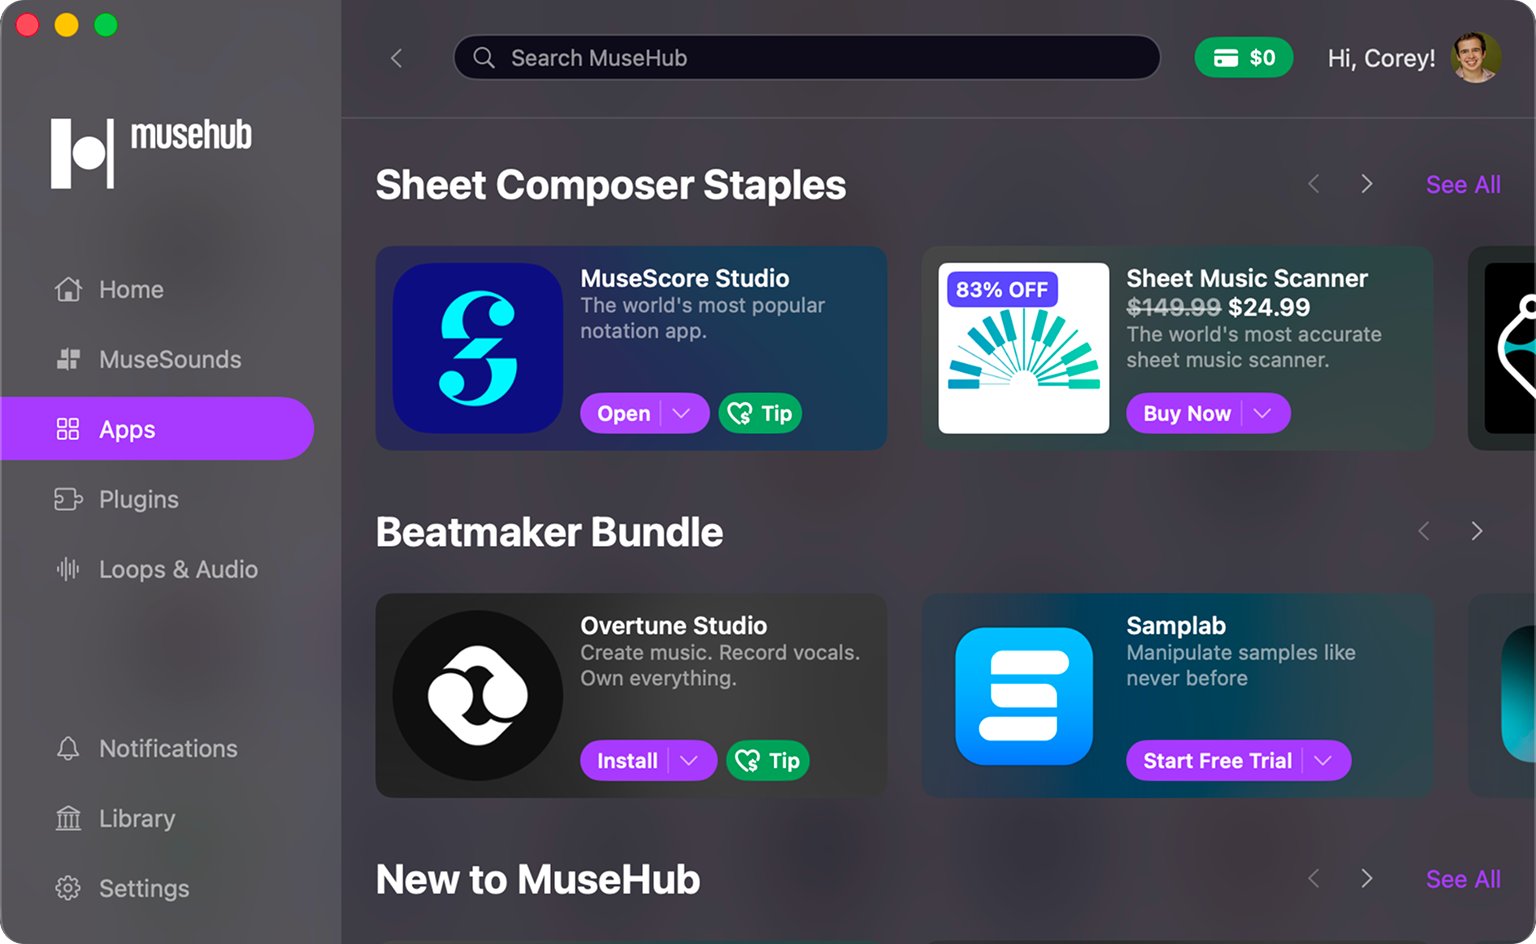 Search MuseHub
$0
Hi, Corey!
musehub
Home
MuseSounds
Apps
Plugins
Loops & Audio
Notifications
Library
Settings
Sheet Composer Staples
See All
MuseScore Studio
The world's most popular
notation app.
Open
Tip
83% OFF
Sheet Music Scanner
$149.99 $24.99
The world's most accurate
sheet music scanner.
Buy Now
Beatmaker Bundle
Overtune Studio
Create music. Record vocals.
Own everything.
Install
Tip
Samplab
Manipulate samples like
never before
Start Free Trial
New to MuseHub
See All